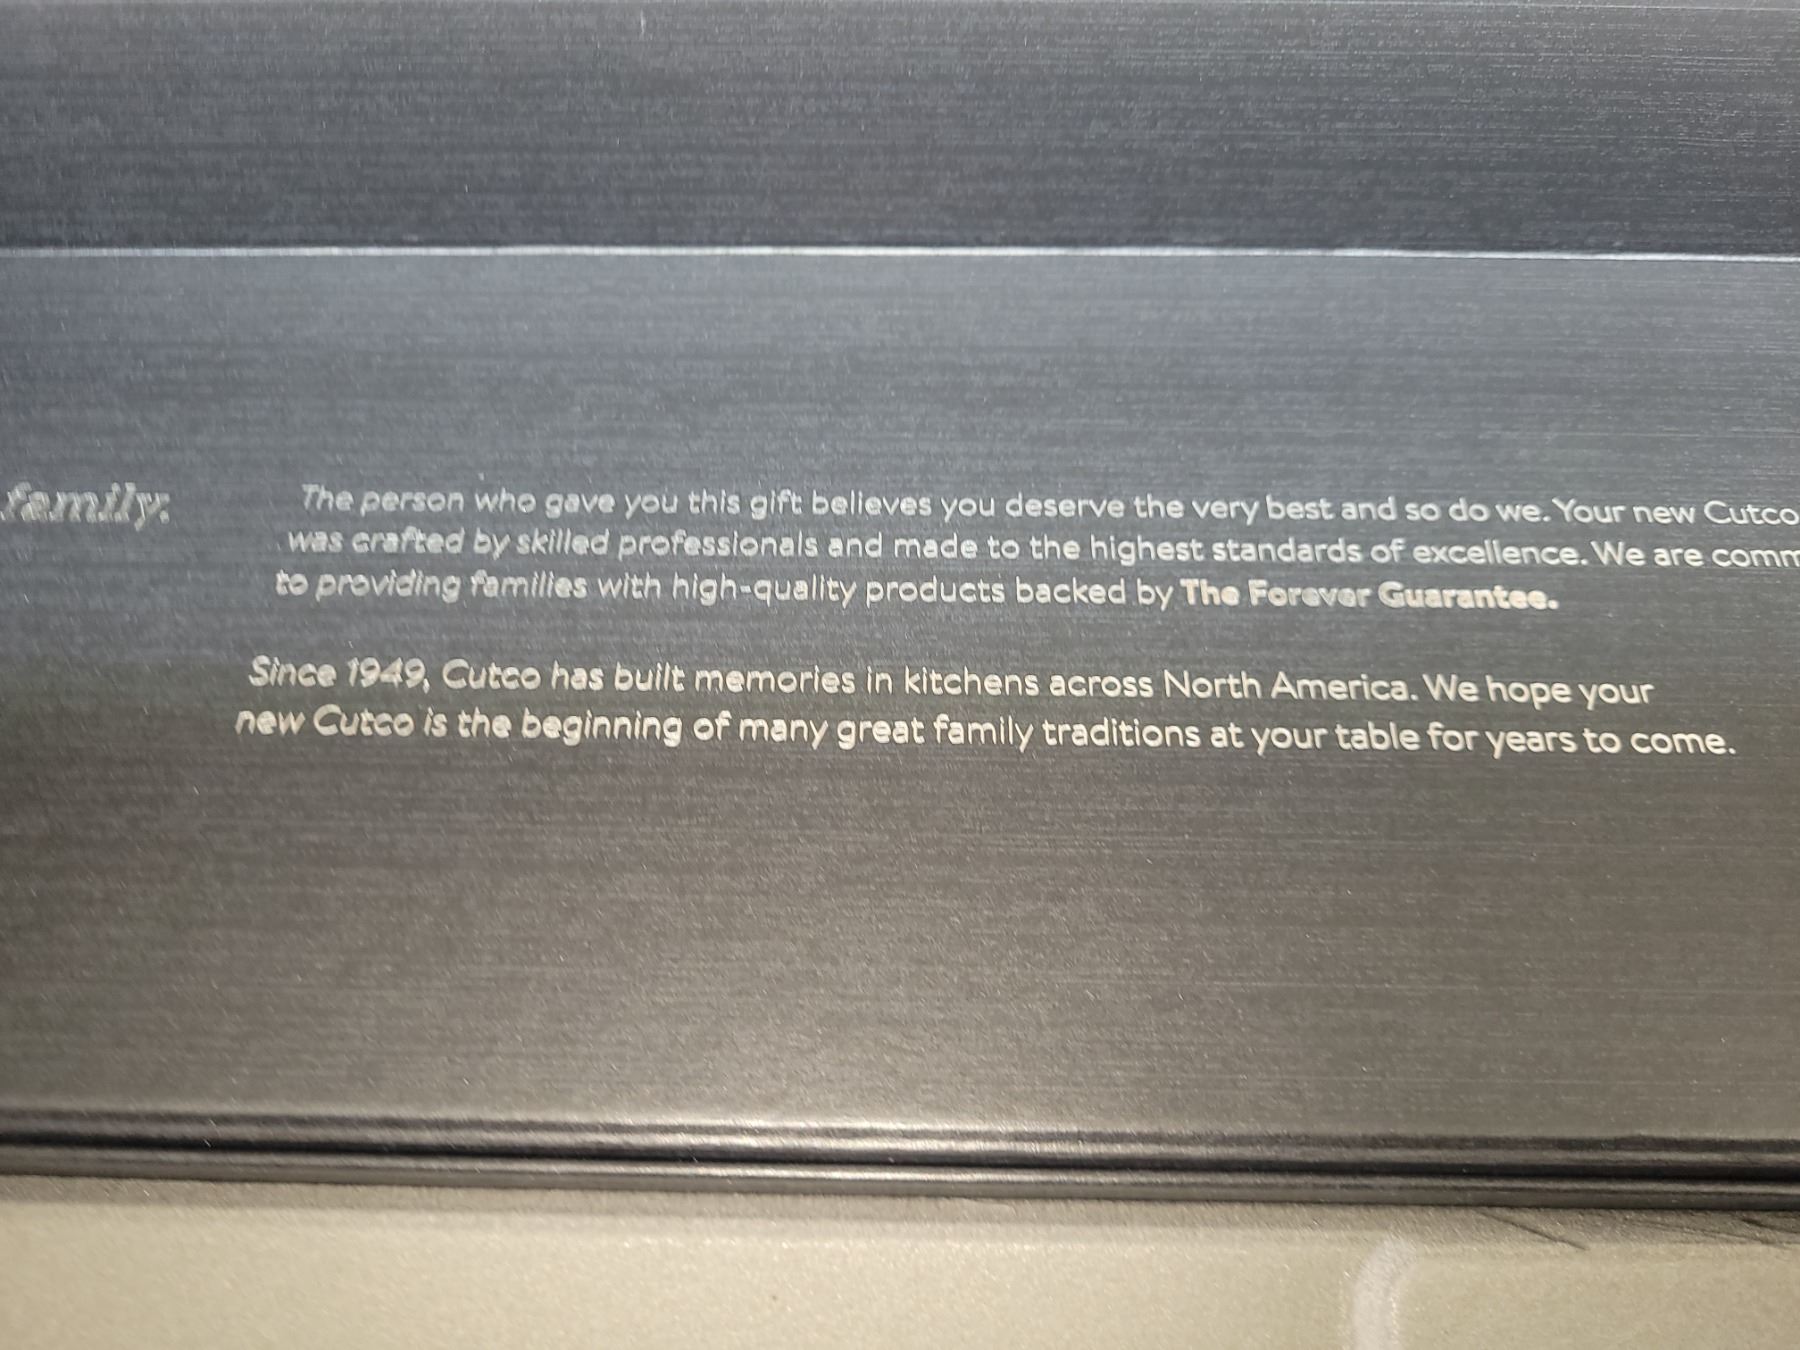 family.
The person who gave you this gift believes you deserve the very best and so do we. Your new Cutco
was crafted by skilled professionals and made to the highest standards of excellence. We are comm
to providing families with high-quality products backed by The Forever Guarantee.
Since 1949, Cutco has built memories in kitchens across North America. We hope your
new Cutco is the beginning of many great family traditions at your table for years to come.